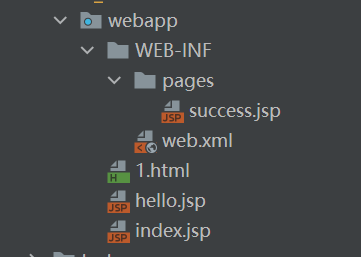 webapp
WEB-INF
pages
success.jsp
web.xml
1.html
hello.jsp
index.jsp